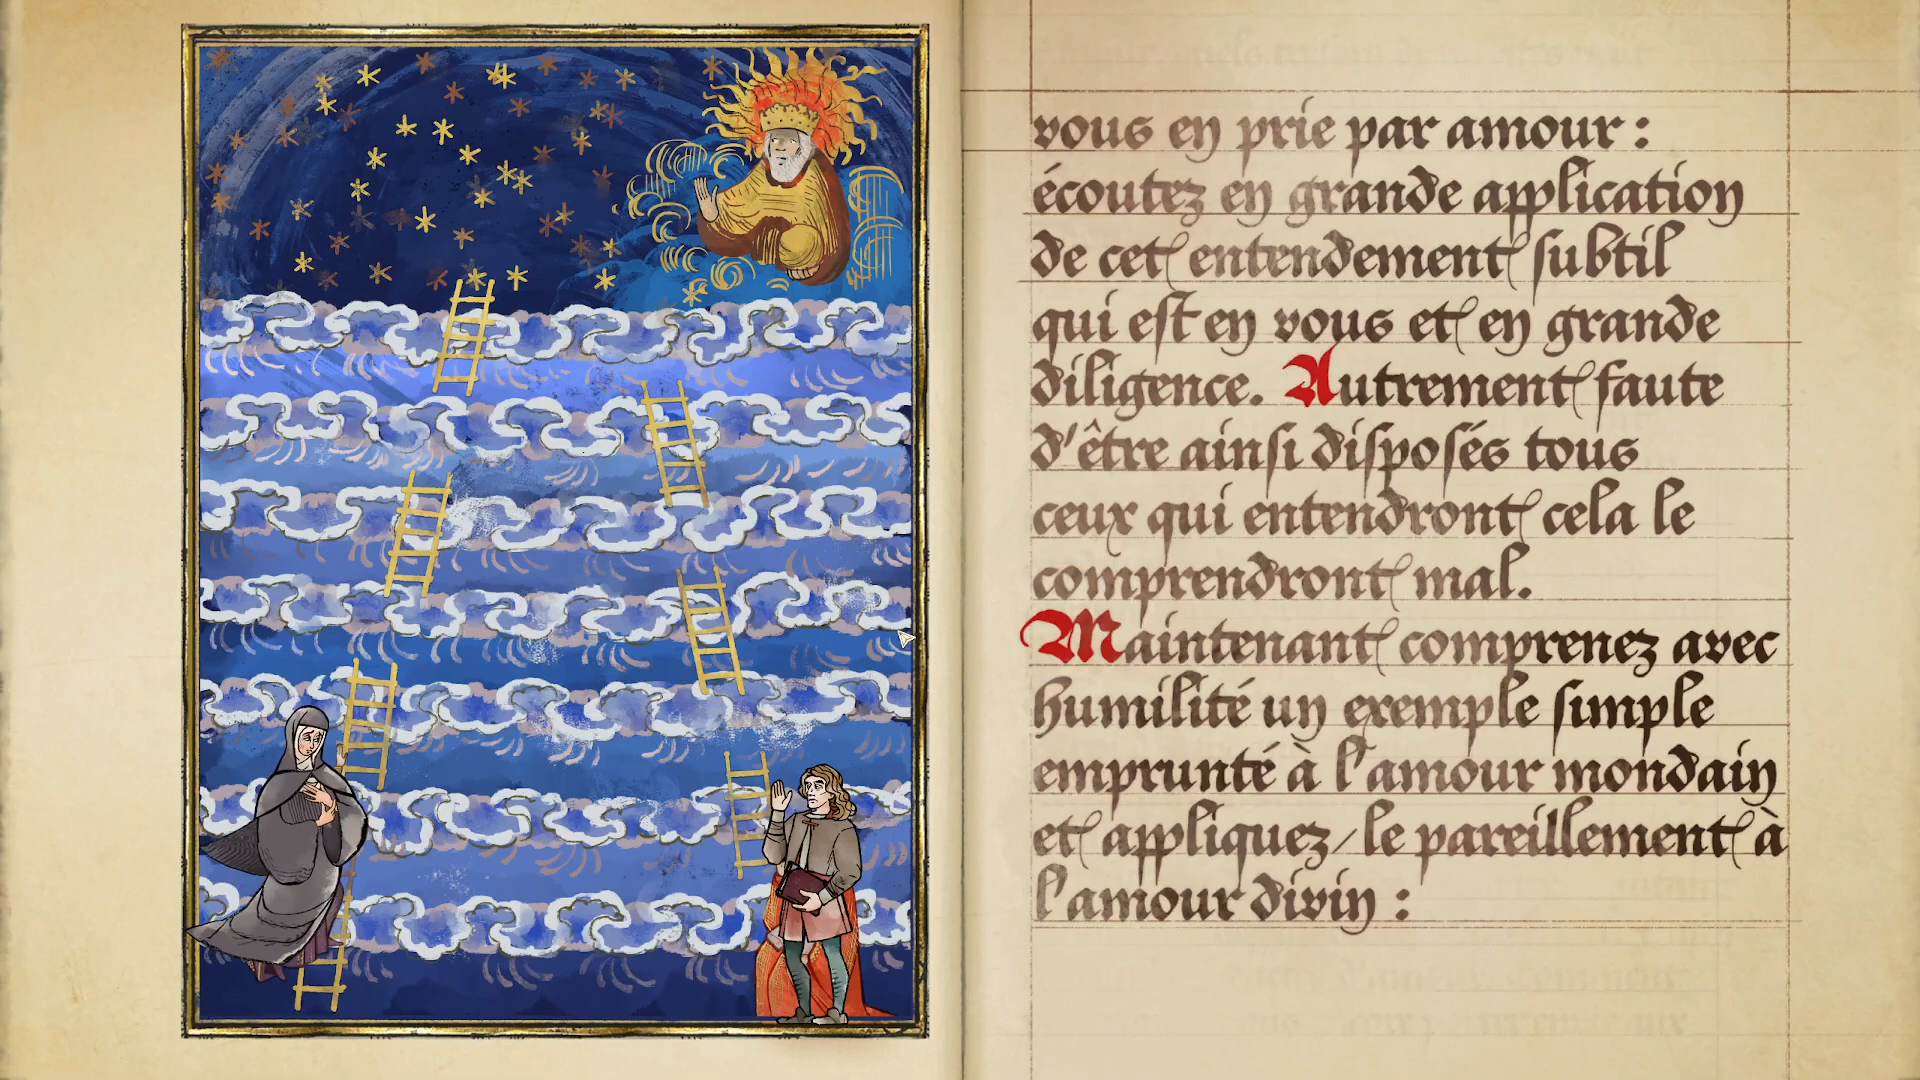 vous en prie par amour :
écoutez en grande application
de cet entendement subtil
qui est en vous et en grande
diligence. Autrement faute
d'être ainsi disposés tous
ceux qui entendront cela le
comprendront mal.
Maintenant comprenez avec
humilité un exemple simple
emprunté à l'amour mondain
et appliquez-le pareillement à
l'amour divin :